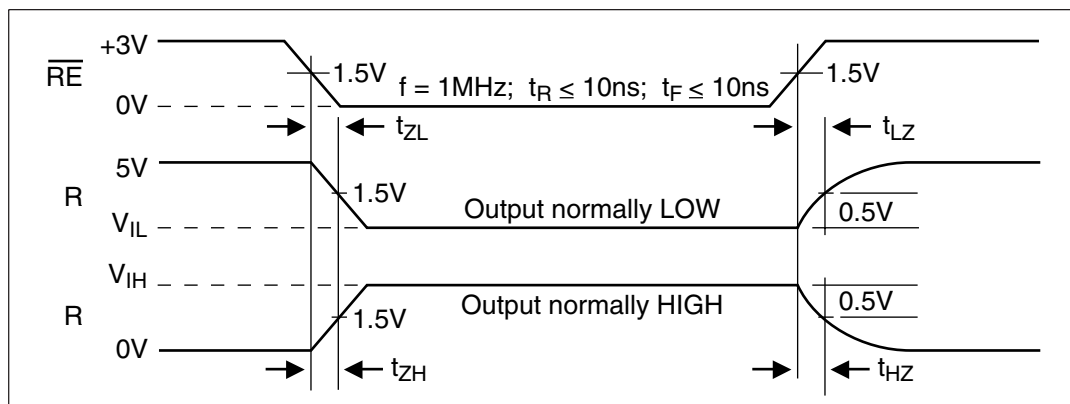 +3V
R̅E̅
1.5V
f = 1MHz; tR ≤ 10ns; tF ≤ 10ns
1.5V
0V
tZL
tLZ
5V
R
1.5V
Output normally LOW
0.5V
VIL
VIH
R
1.5V
Output normally HIGH
0.5V
0V
tZH
tHZ